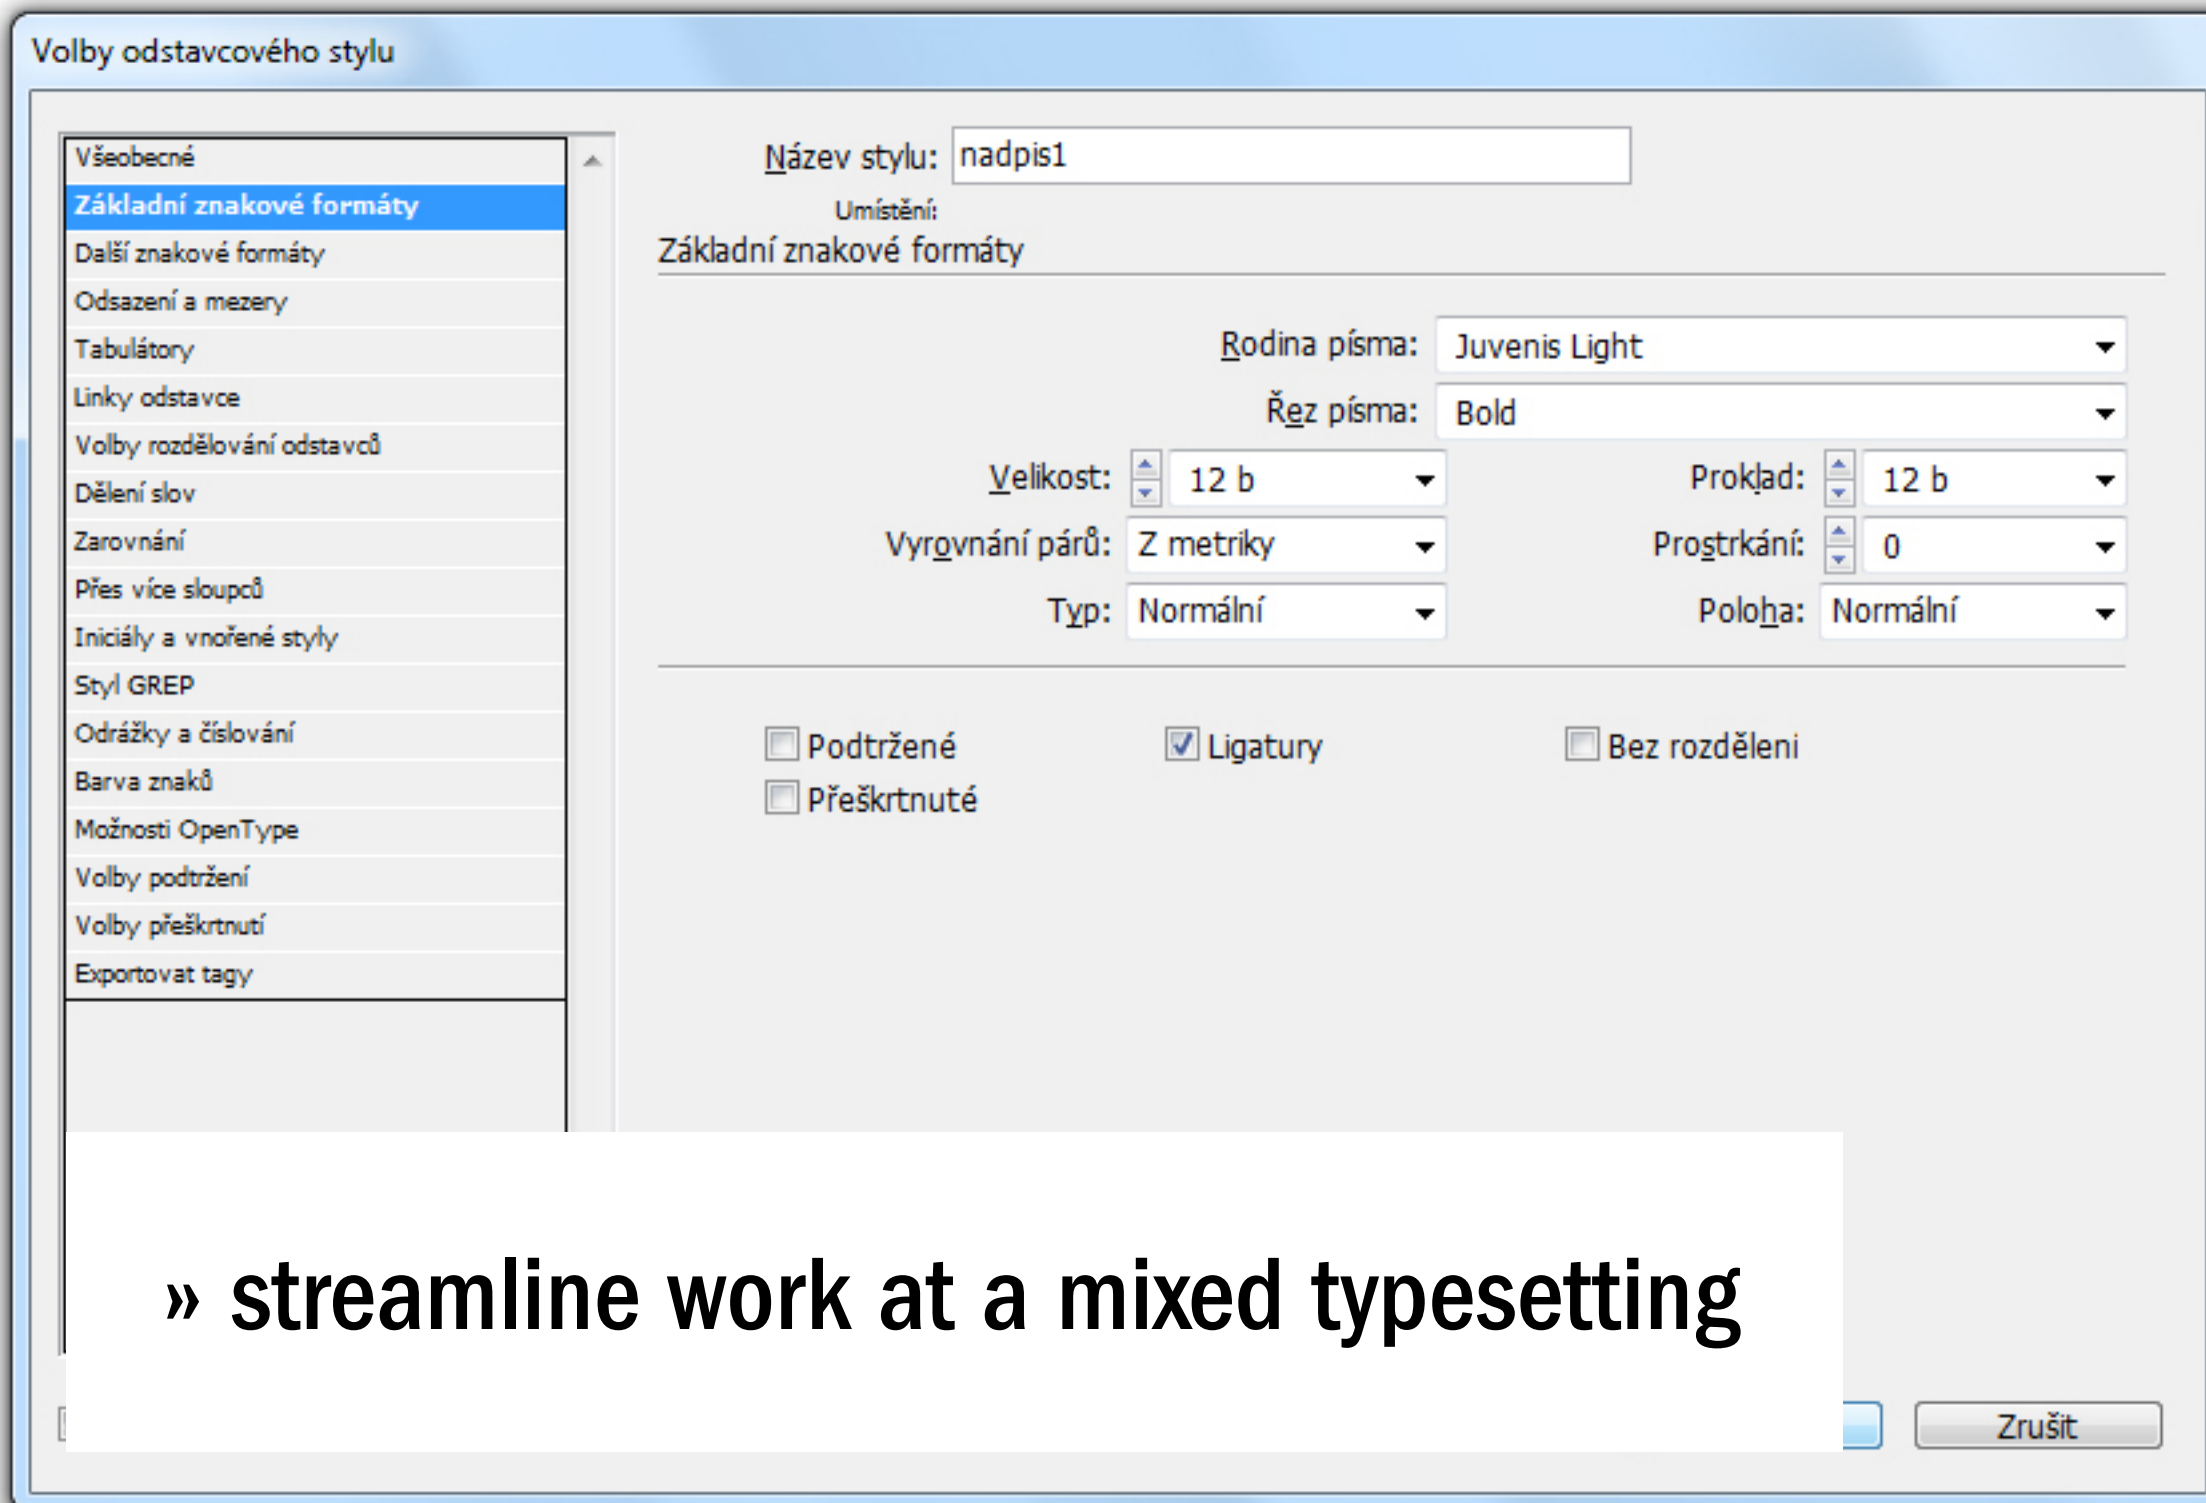 Volby odstavcového stylu
Všeobecné
Základní znakové formáty
Další znakové formáty
Odsazení a mezery
Tabulátory
Linky odstavce
Volby rozdělování odstavců
Dělení slov
Zarovnání
Přes více sloupců
Iniciály a vnořené styly
Styl GREP
Odrážky a číslování
Barva znaků
Možnosti OpenType
Volby podtržení
Volby přeškrtnutí
Exportovat tagy
Název stylu: nadpis1
Umístění:
Základní znakové formáty
Rodina písma: Juvenis Light
Řez písma: Bold
Velikost: 12 b Proklad: 12 b
Vyrovnání párů: Z metriky Prostrkání: 0
Typ: Normální Poloha: Normální
Podtržené Ligatury Bez rozděleni
Přeškrtnuté
» streamline work at a mixed typesetting
Zrušit